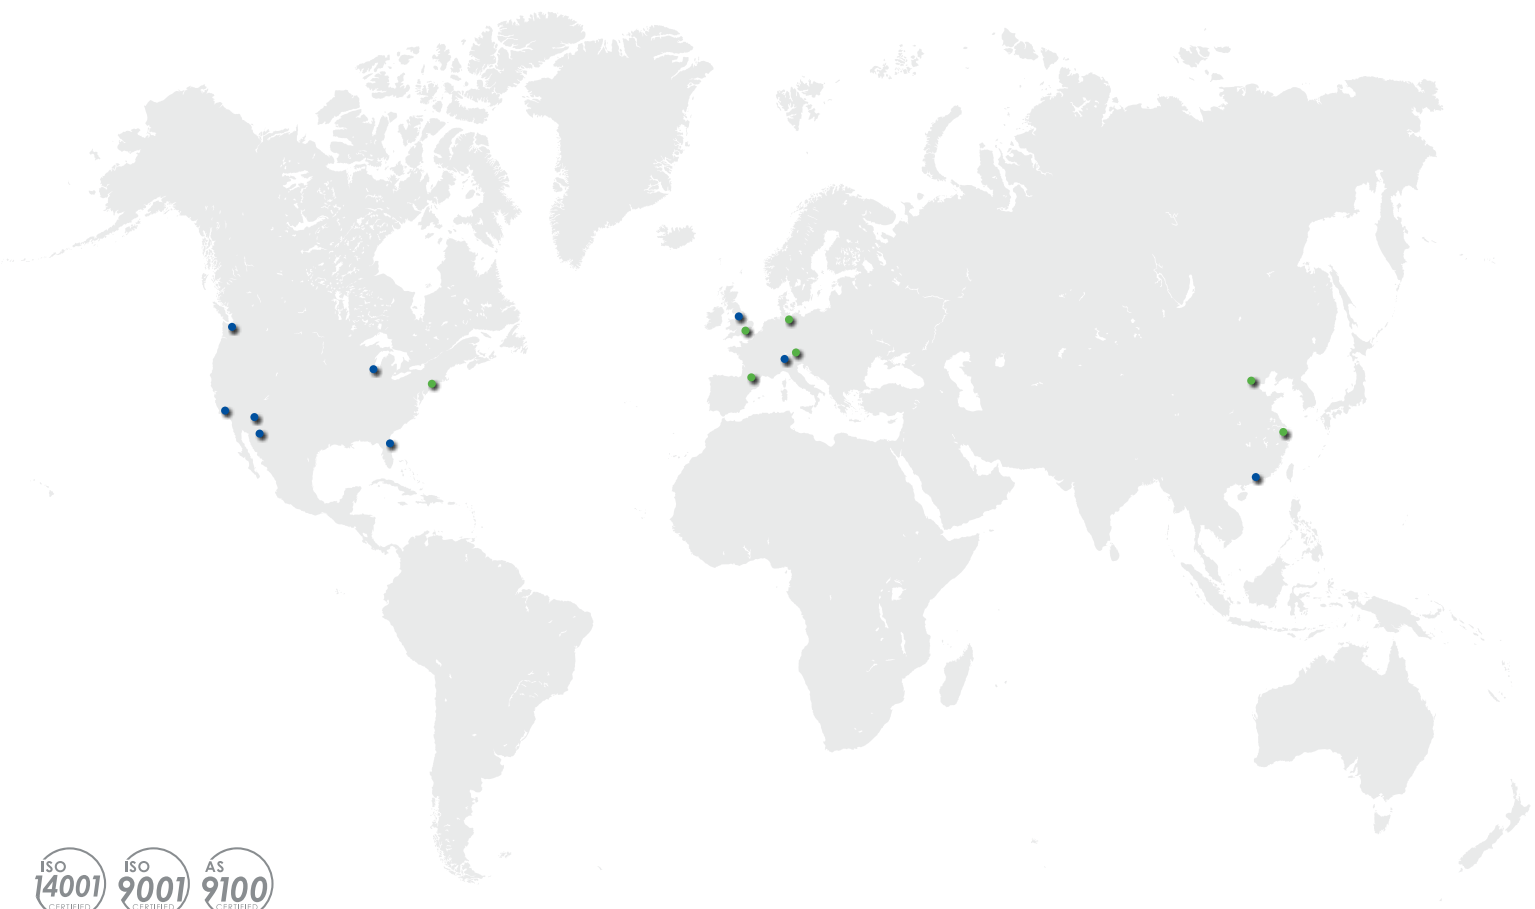 ISO
14001
CERTIFIED
ISO
9001
CERTIFIED
AS
9100
CERTIFIED